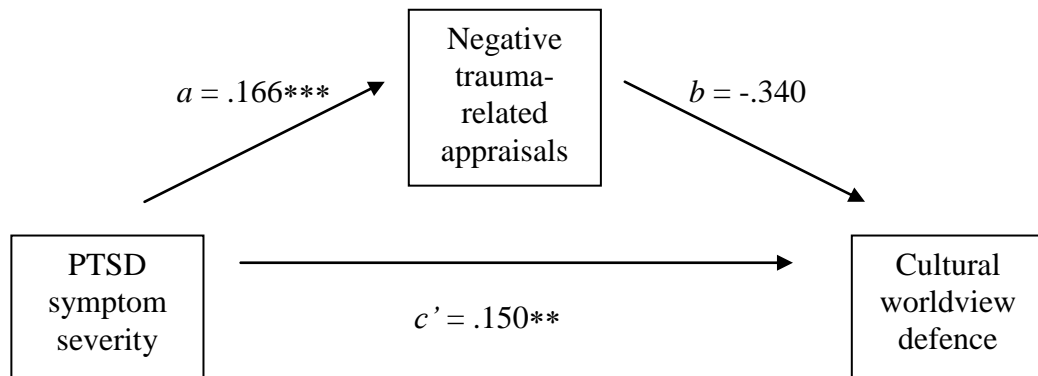 Negative
trauma-
related
appraisals
a = .166***
b = -.340
PTSD
symptom
severity
c’ = .150**
Cultural
worldview
defence